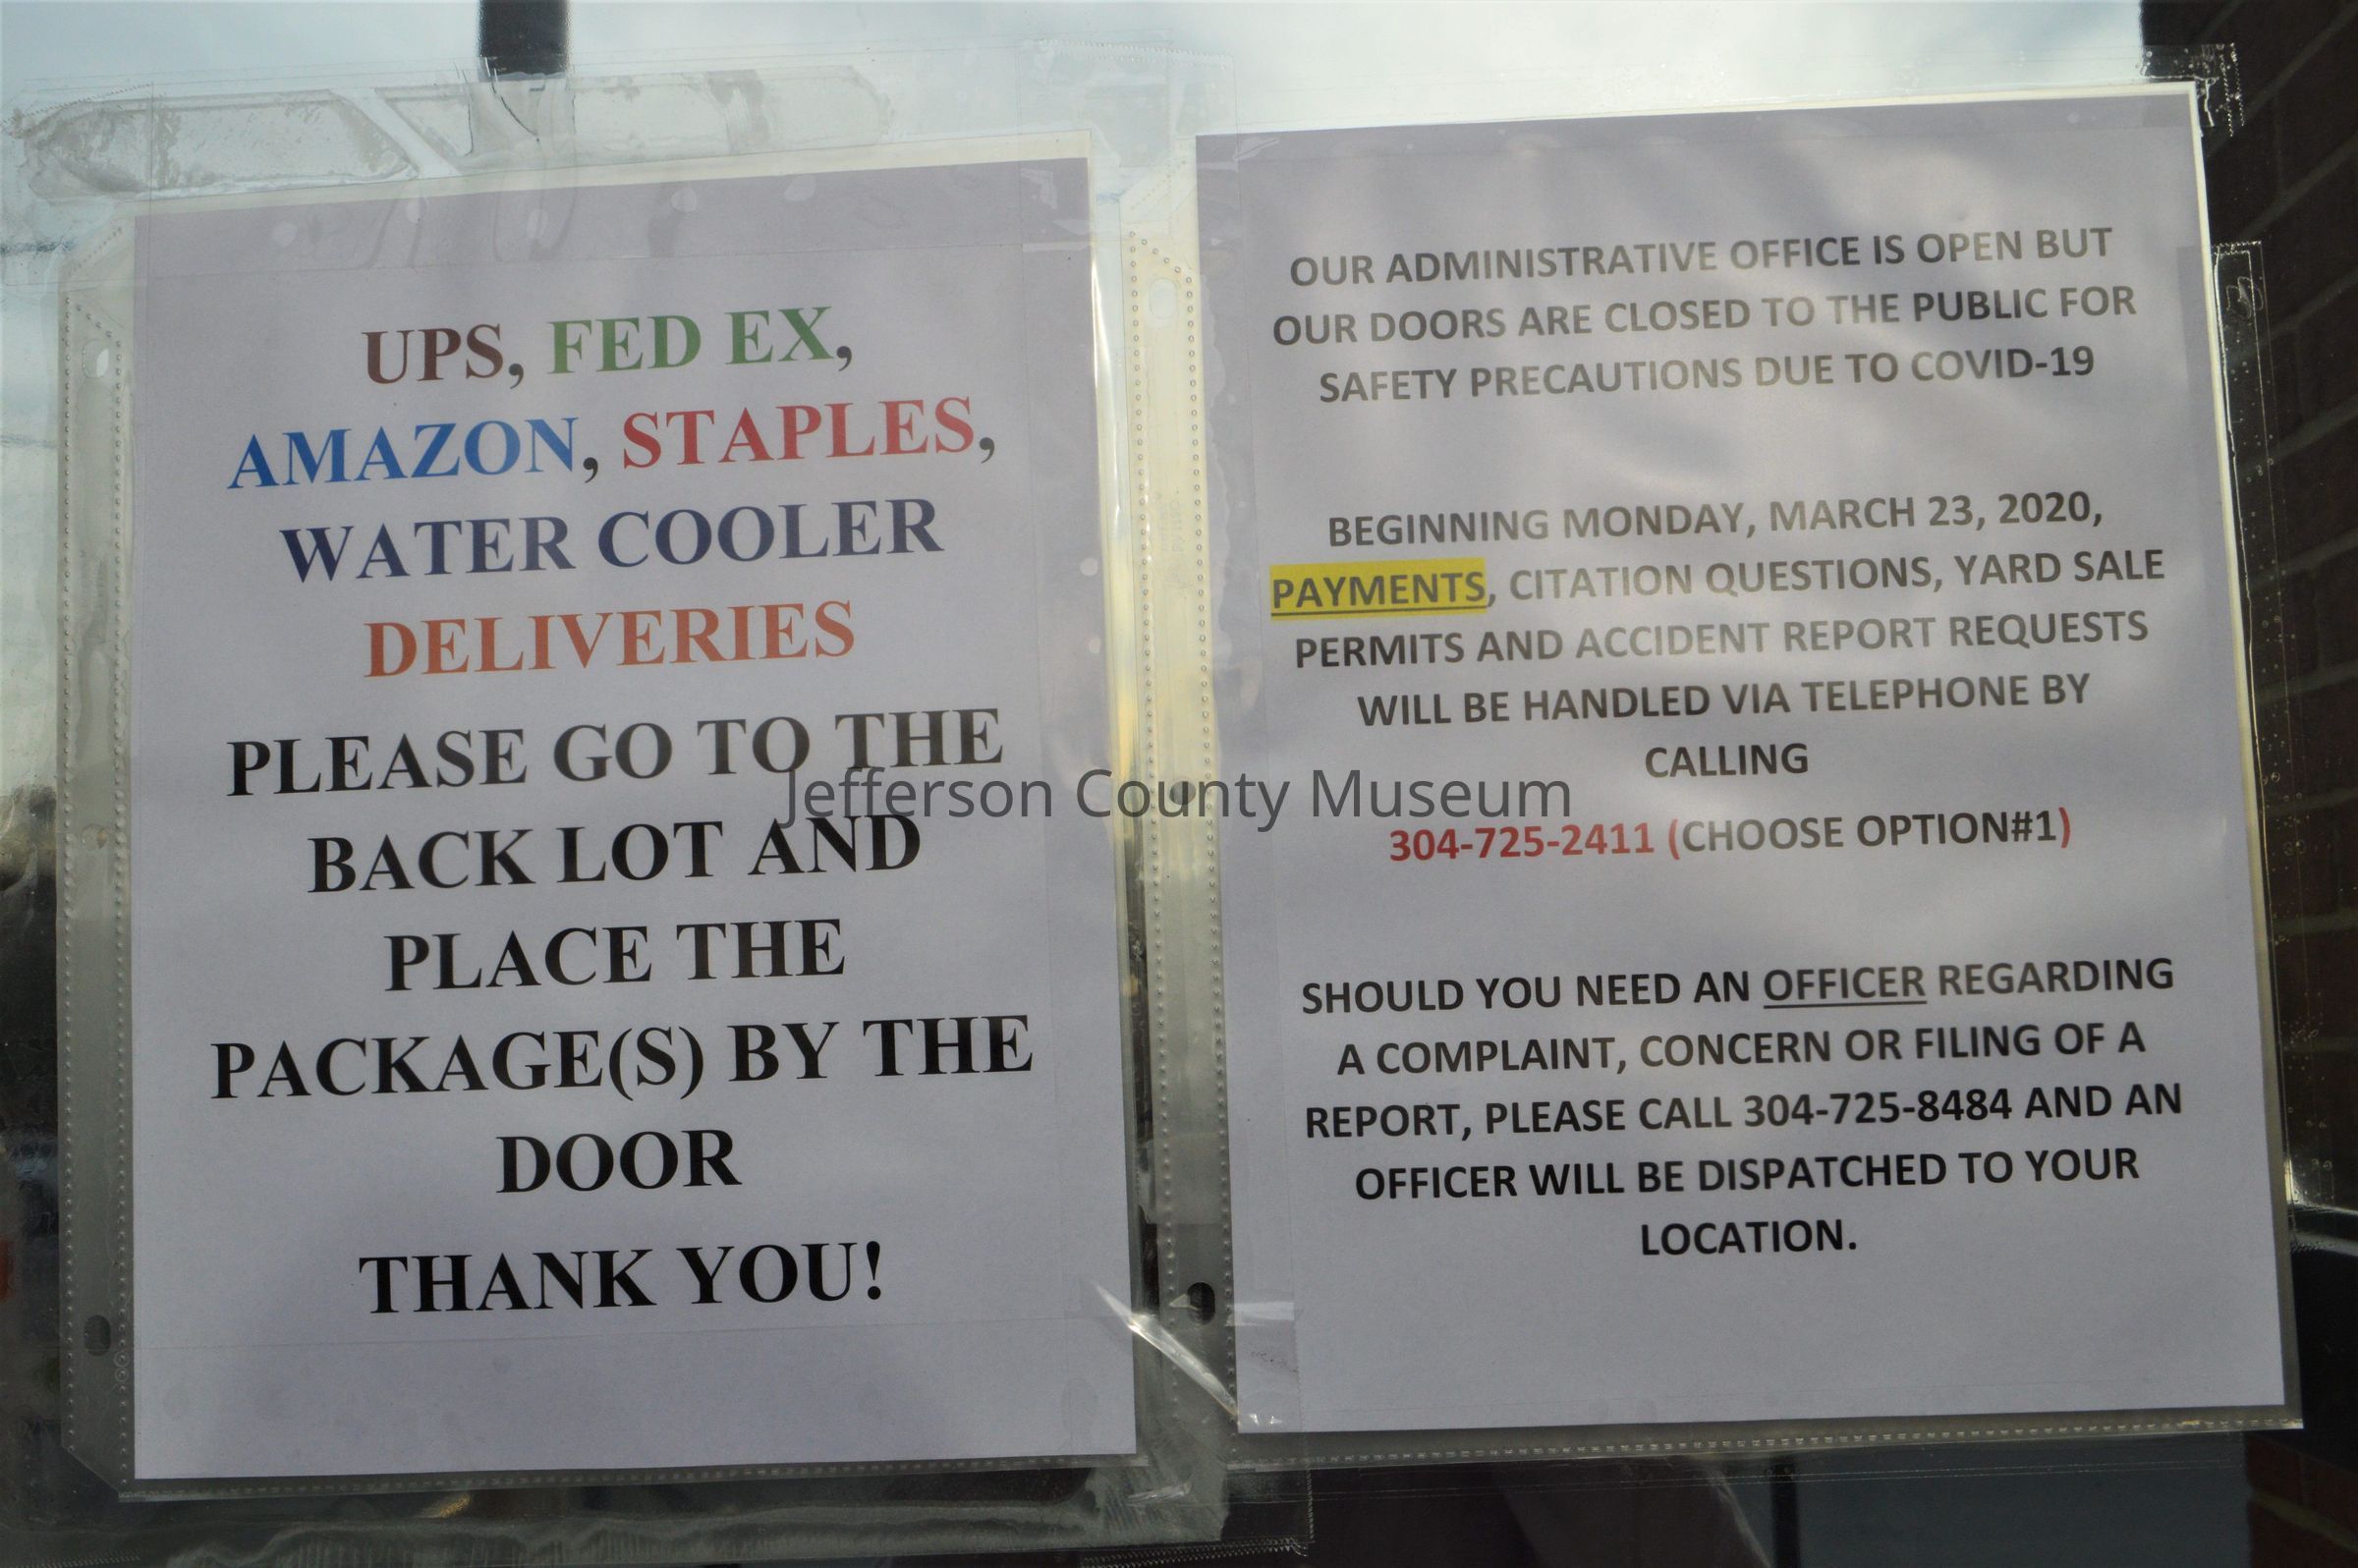 UPS, FED EX,
AMAZON, STAPLES,
WATER COOLER
DELIVERIES
PLEASE GO TO THE
BACK LOT AND
PLACE THE
PACKAGE(S) BY THE
DOOR
THANK YOU!
OUR ADMINISTRATIVE OFFICE IS OPEN BUT
OUR DOORS ARE CLOSED TO THE PUBLIC FOR
SAFETY PRECAUTIONS DUE TO COVID-19
BEGINNING MONDAY, MARCH 23, 2020,
PAYMENTS, CITATION QUESTIONS, YARD SALE
PERMITS AND ACCIDENT REPORT REQUESTS
WILL BE HANDLED VIA TELEPHONE BY
CALLING
304-725-2411 (CHOOSE OPTION#1)
SHOULD YOU NEED AN OFFICER REGARDING
A COMPLAINT, CONCERN OR FILING OF A
REPORT, PLEASE CALL 304-725-8484 AND AN
OFFICER WILL BE DISPATCHED TO YOUR
LOCATION.
Jefferson County Museum